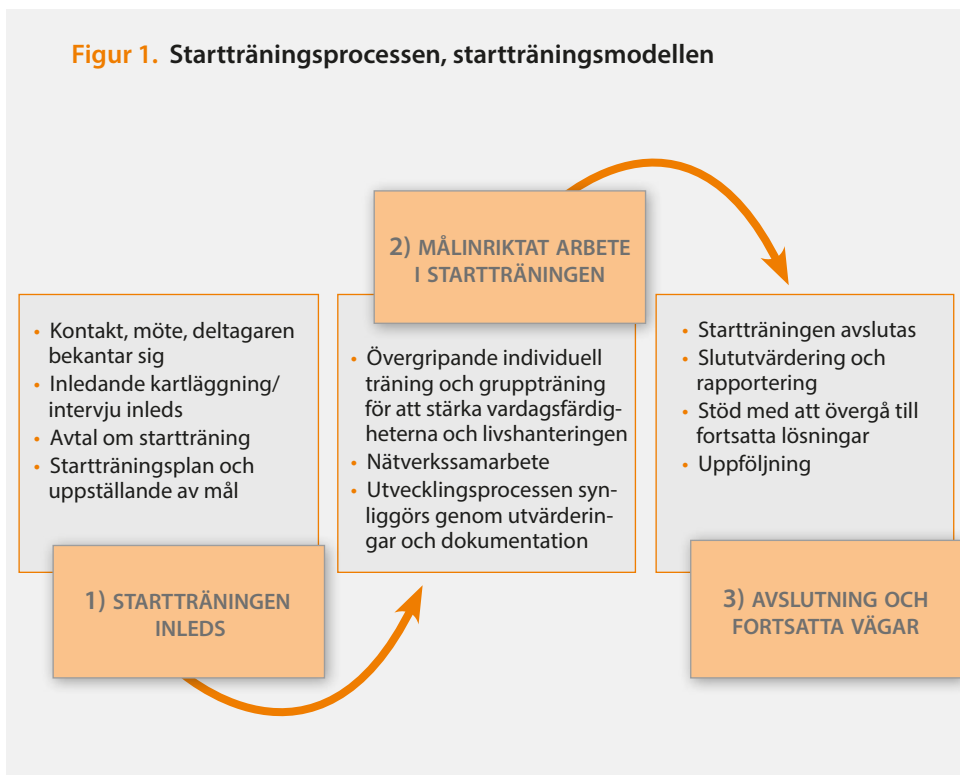 Figur 1. Startträningsprocessen, startträningsmodellen
• Kontakt, möte, deltagaren
bekantar sig
• Inledande kartläggning/
intervju inleds
• Avtal om startträning
• Startträningsplan och
uppställande av mål
1) STARTTRÄNINGEN
INLEDS
2) MÅLINRIKTAT ARBETE
I STARTTRÄNINGEN
• Övergripande individuell
träning och gruppträning
för att stärka vardagsfärdig-
heterna och livshanteringen
• Nätverkssamarbete
• Utvecklingsprocessen syn-
liggörs genom utvärderin-
gar och dokumentation
• Startträningen avslutas
• Slututvärdering och
rapportering
• Stöd med att övergå till
fortsatta lösningar
• Uppföljning
3) AVSLUTNING OCH
FORTSATTA VÄGAR